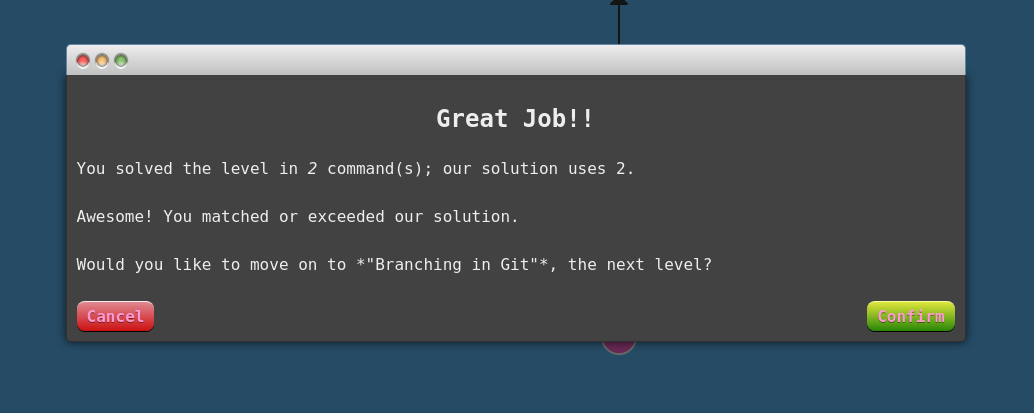 Great Job!!
You solved the level in 2 command(s); our solution uses 2.
Awesome! You matched or exceeded our solution.
Would you like to move on to *"Branching in Git"*, the next level?
Cancel
Confirm